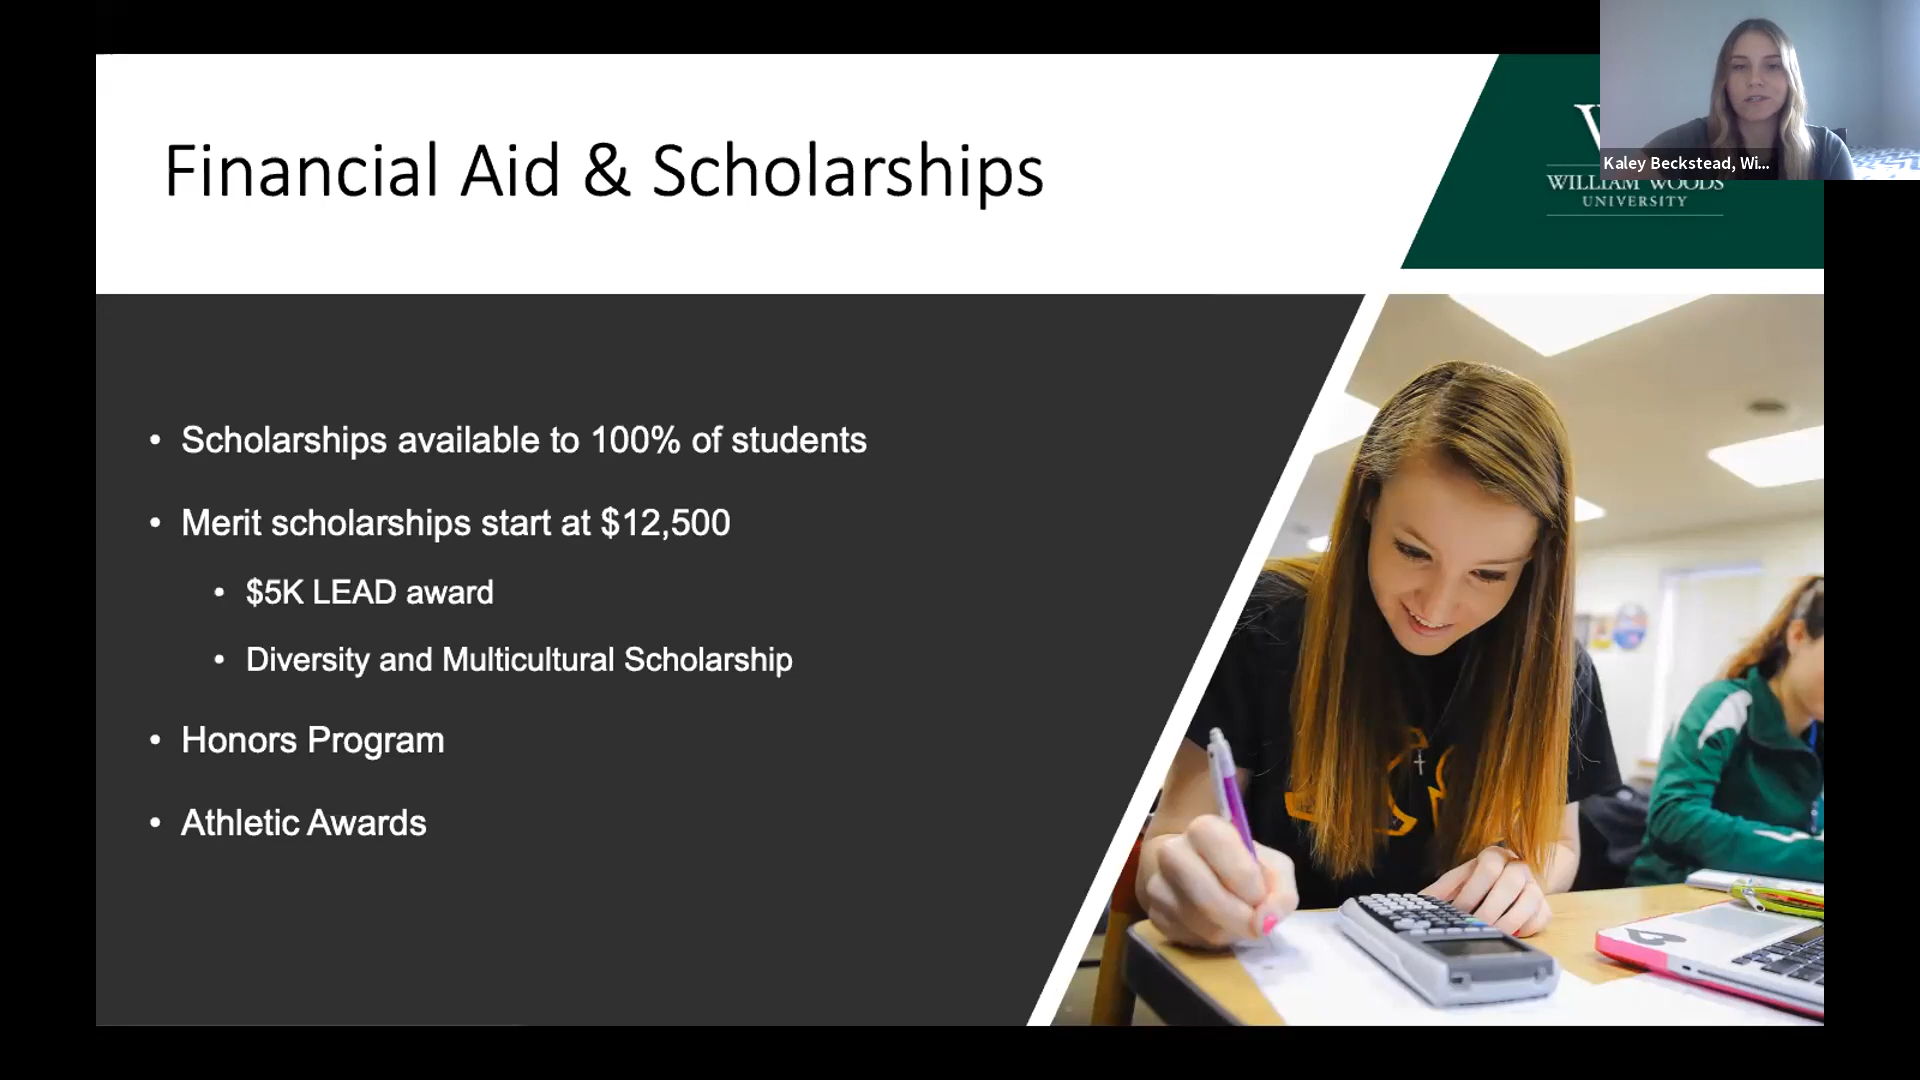 Financial Aid & Scholarships
Kaley Beckstead, Wi...
WILLIAM WOODS
UNIVERSITY
• Scholarships available to 100% of students
• Merit scholarships start at $12,500
• $5K LEAD award
• Diversity and Multicultural Scholarship
• Honors Program
• Athletic Awards